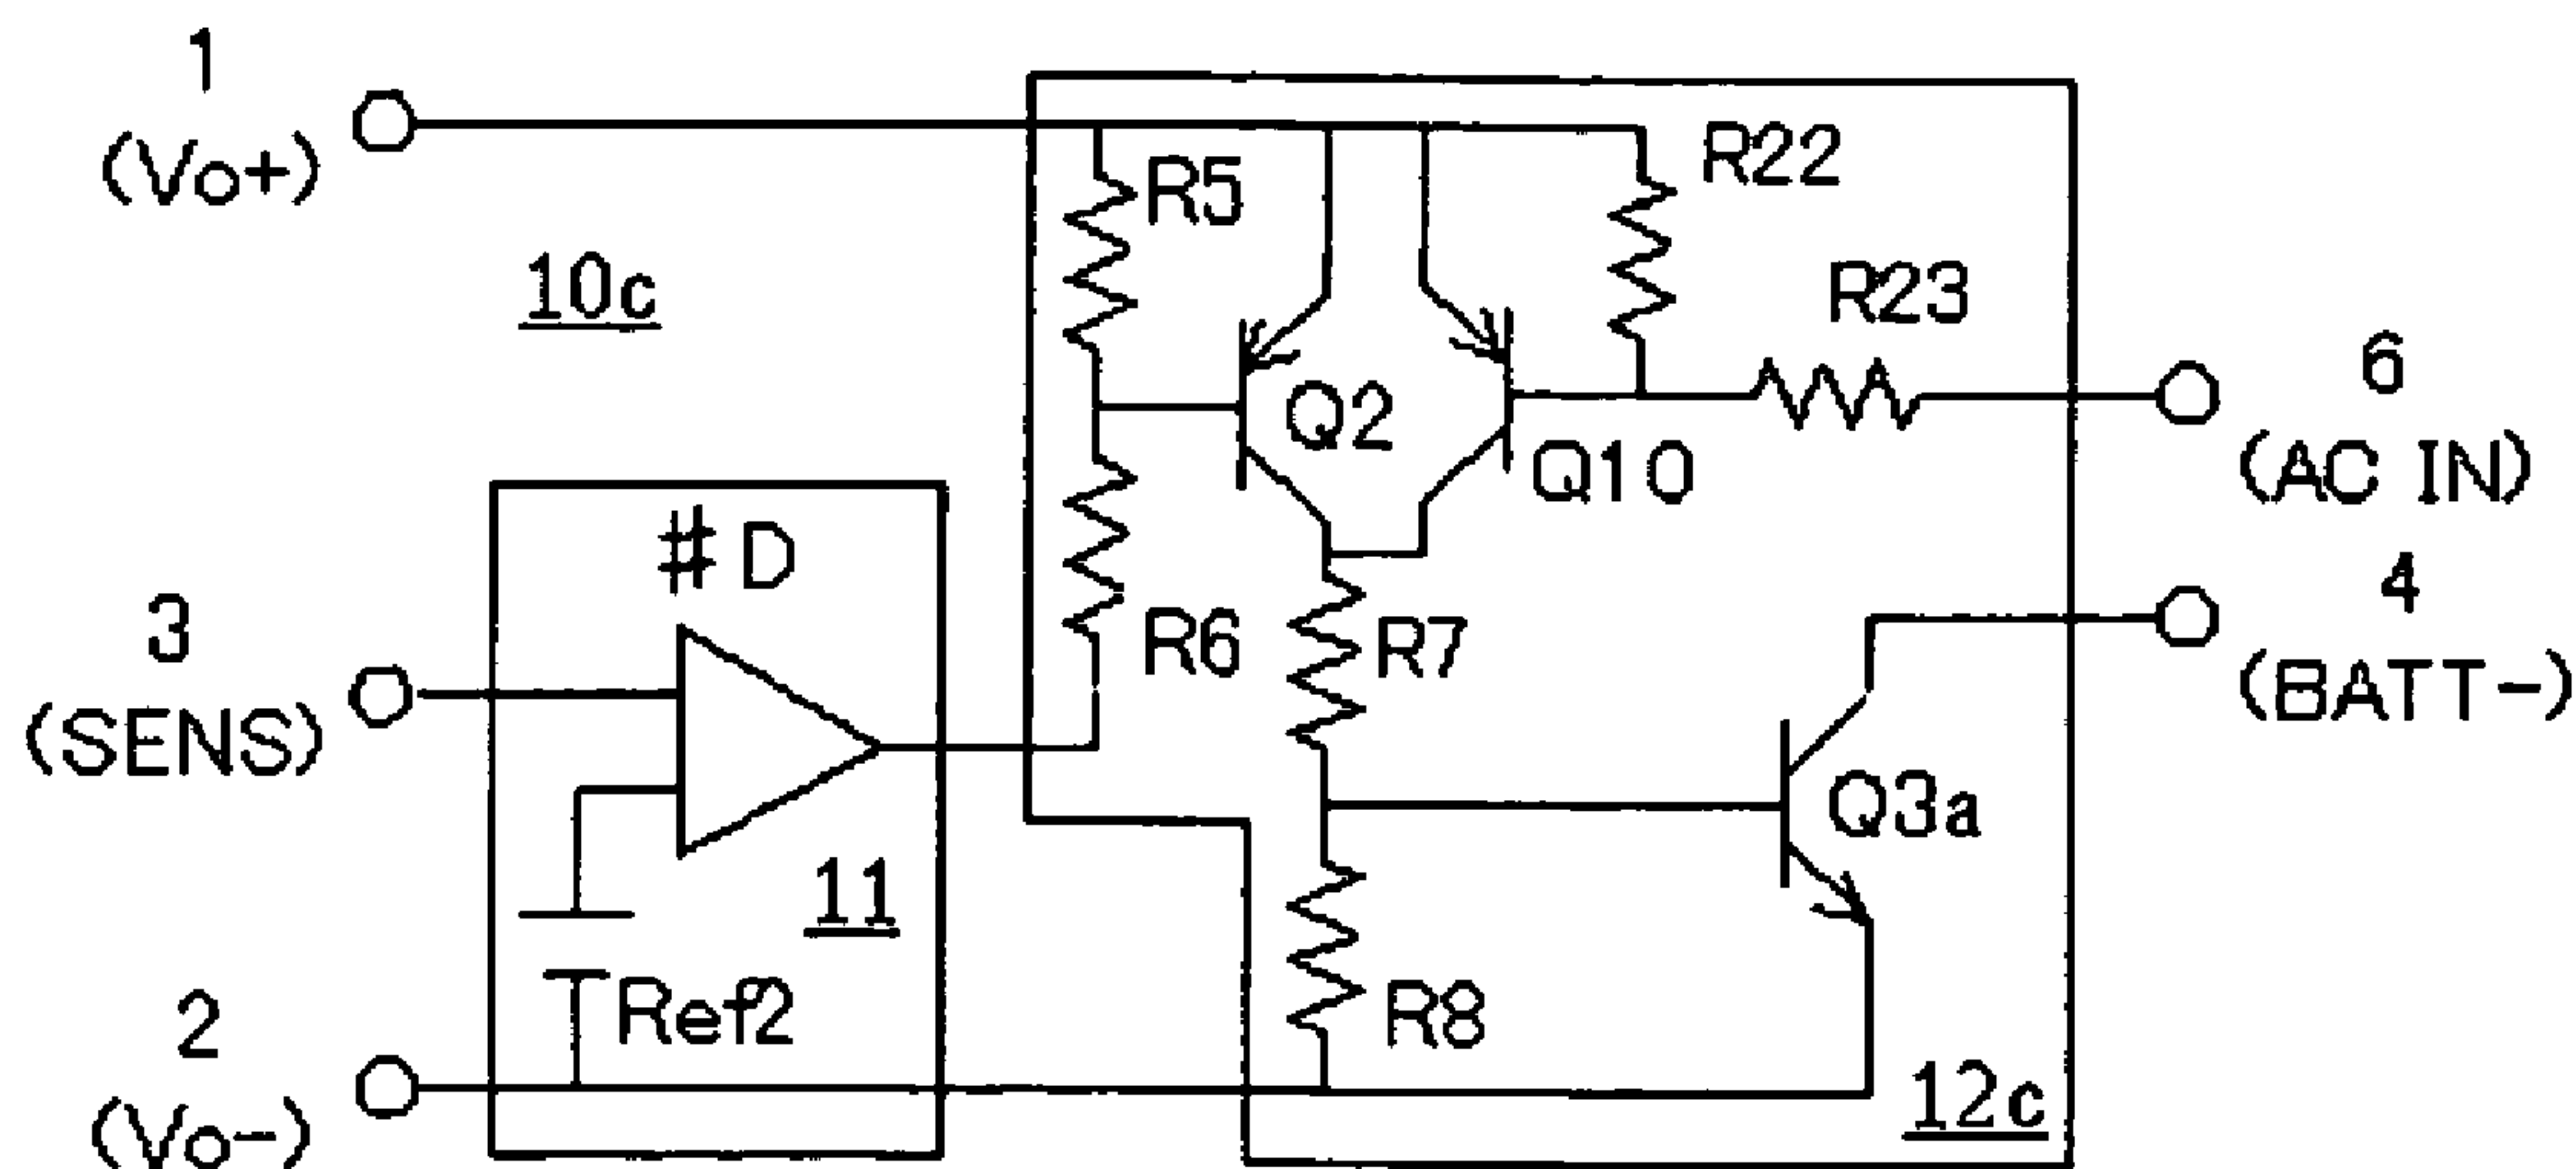 1
(Vo+)
10c
R5
R22
R23
6
(AC IN)
Q2
Q10
#D
3
(SENS)
R6
R7
4
(BATT-)
Q3a
11
Ref2
2
(Vo-)
R8
12c